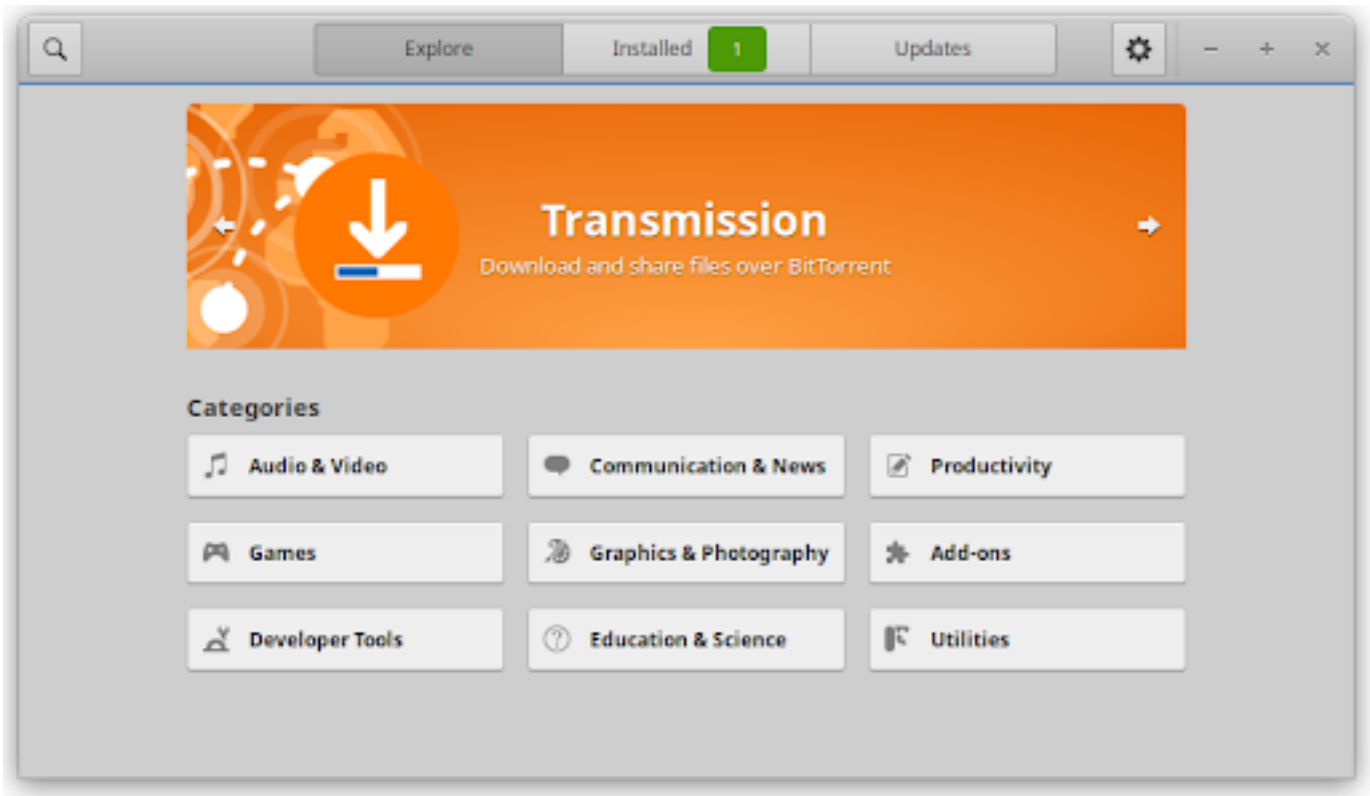 Explore Installed 1 Updates
Transmission
Download and share files over BitTorrent
Categories
Audio & Video Communication & News Productivity
Games Graphics & Photography Add-ons
Developer Tools Education & Science Utilities